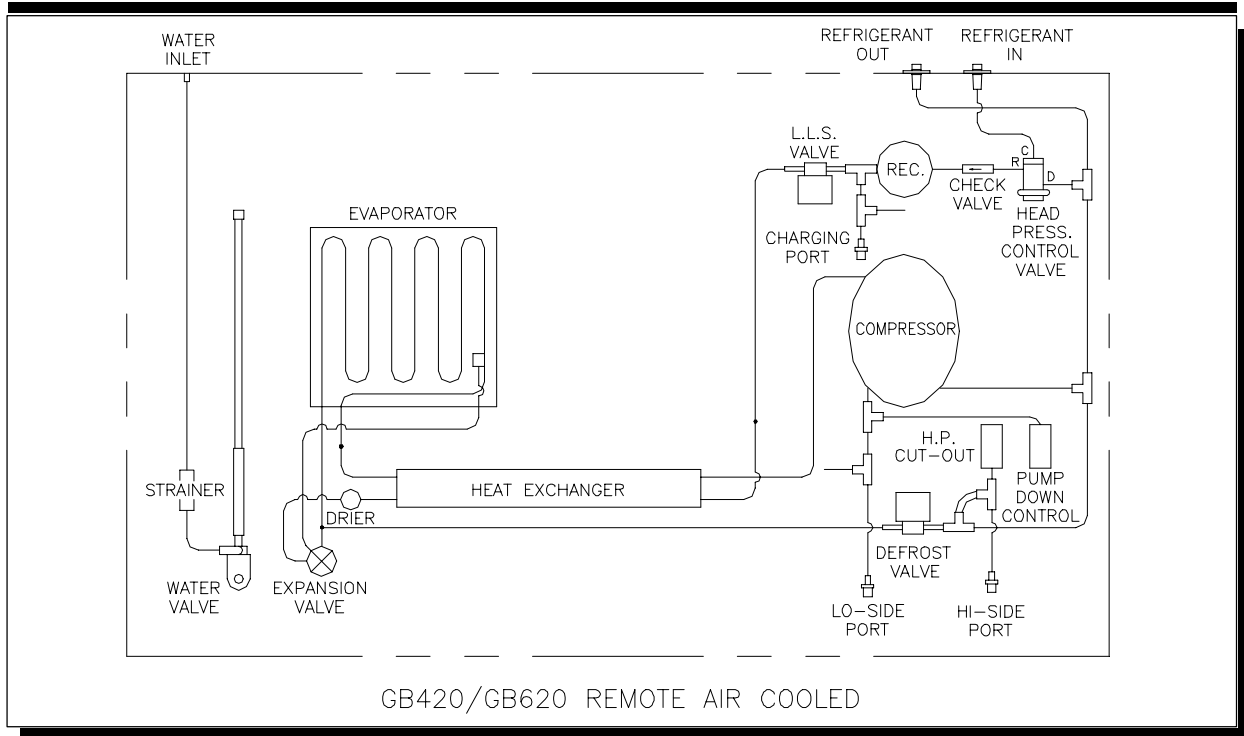 WATER
INLET
REFRIGERANT
OUT
REFRIGERANT
IN
L.L.S.
VALVE
REC.
CHECK
VALVE
C
R
D
HEAD
PRESS.
CONTROL
VALVE
CHARGING
PORT
EVAPORATOR
COMPRESSOR
H.P.
CUT-OUT
PUMP
DOWN
CONTROL
STRAINER
HEAT EXCHANGER
DRIER
DEFROST
VALVE
WATER
VALVE
EXPANSION
VALVE
LO-SIDE
PORT
HI-SIDE
PORT
GB420/GB620 REMOTE AIR COOLED